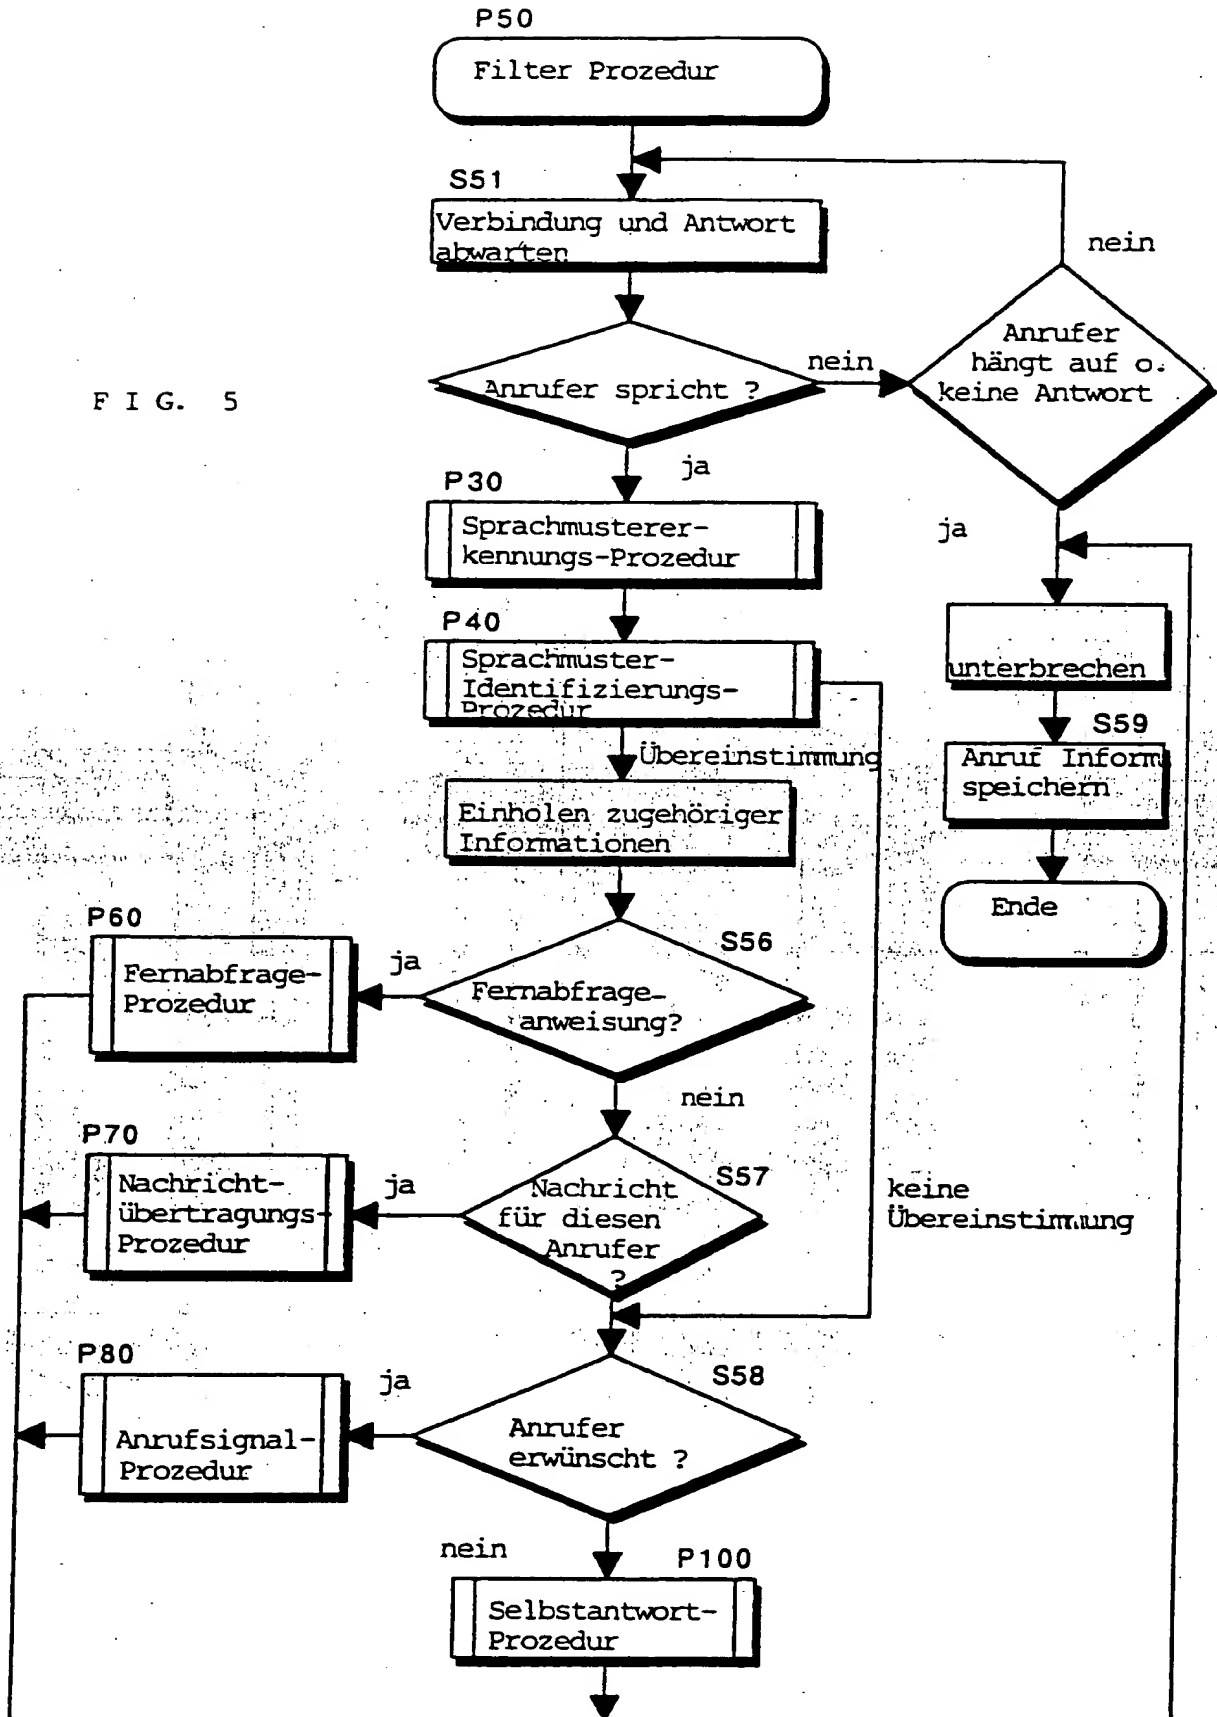 P50
Filter Prozedur
S51
Verbindung und Antwort
abwarten
nein
Anrufer
hängt auf o.
keine Antwort
nein
Anrufer spricht ?
FIG. 5
ja
P30
Sprachmusterer-
kennungs-Prozedur
ja
P40
Sprachmuster-
Identifizierungs-
Prozedur
unterbrechen
S59
Anruf Inform
speichern
Übereinstimmung
Einholen zugehöriger
Informationen
Ende
P60
Fernabfrage-
Prozedur
ja
S56
Fernabfrage-
anweisung?
nein
P70
Nachricht-
übertragungs-
Prozedur
ja
S57
Nachricht
für diesen
Anrufer
?
keine
Übereinstimmung
P80
Anrufsignal-
Prozedur
ja
S58
Anrufer
erwünscht ?
nein
P100
Selbstantwort-
Prozedur